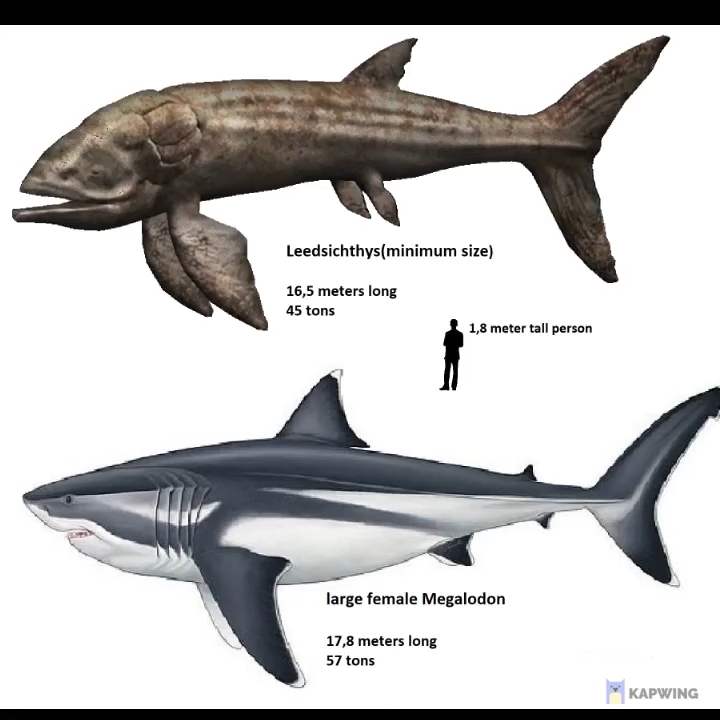 Leedsichthys(minimum size)
16,5 meters long
45 tons
1,8 meter tall person
large female Megalodon
17,8 meters long
57 tons
KAPWING